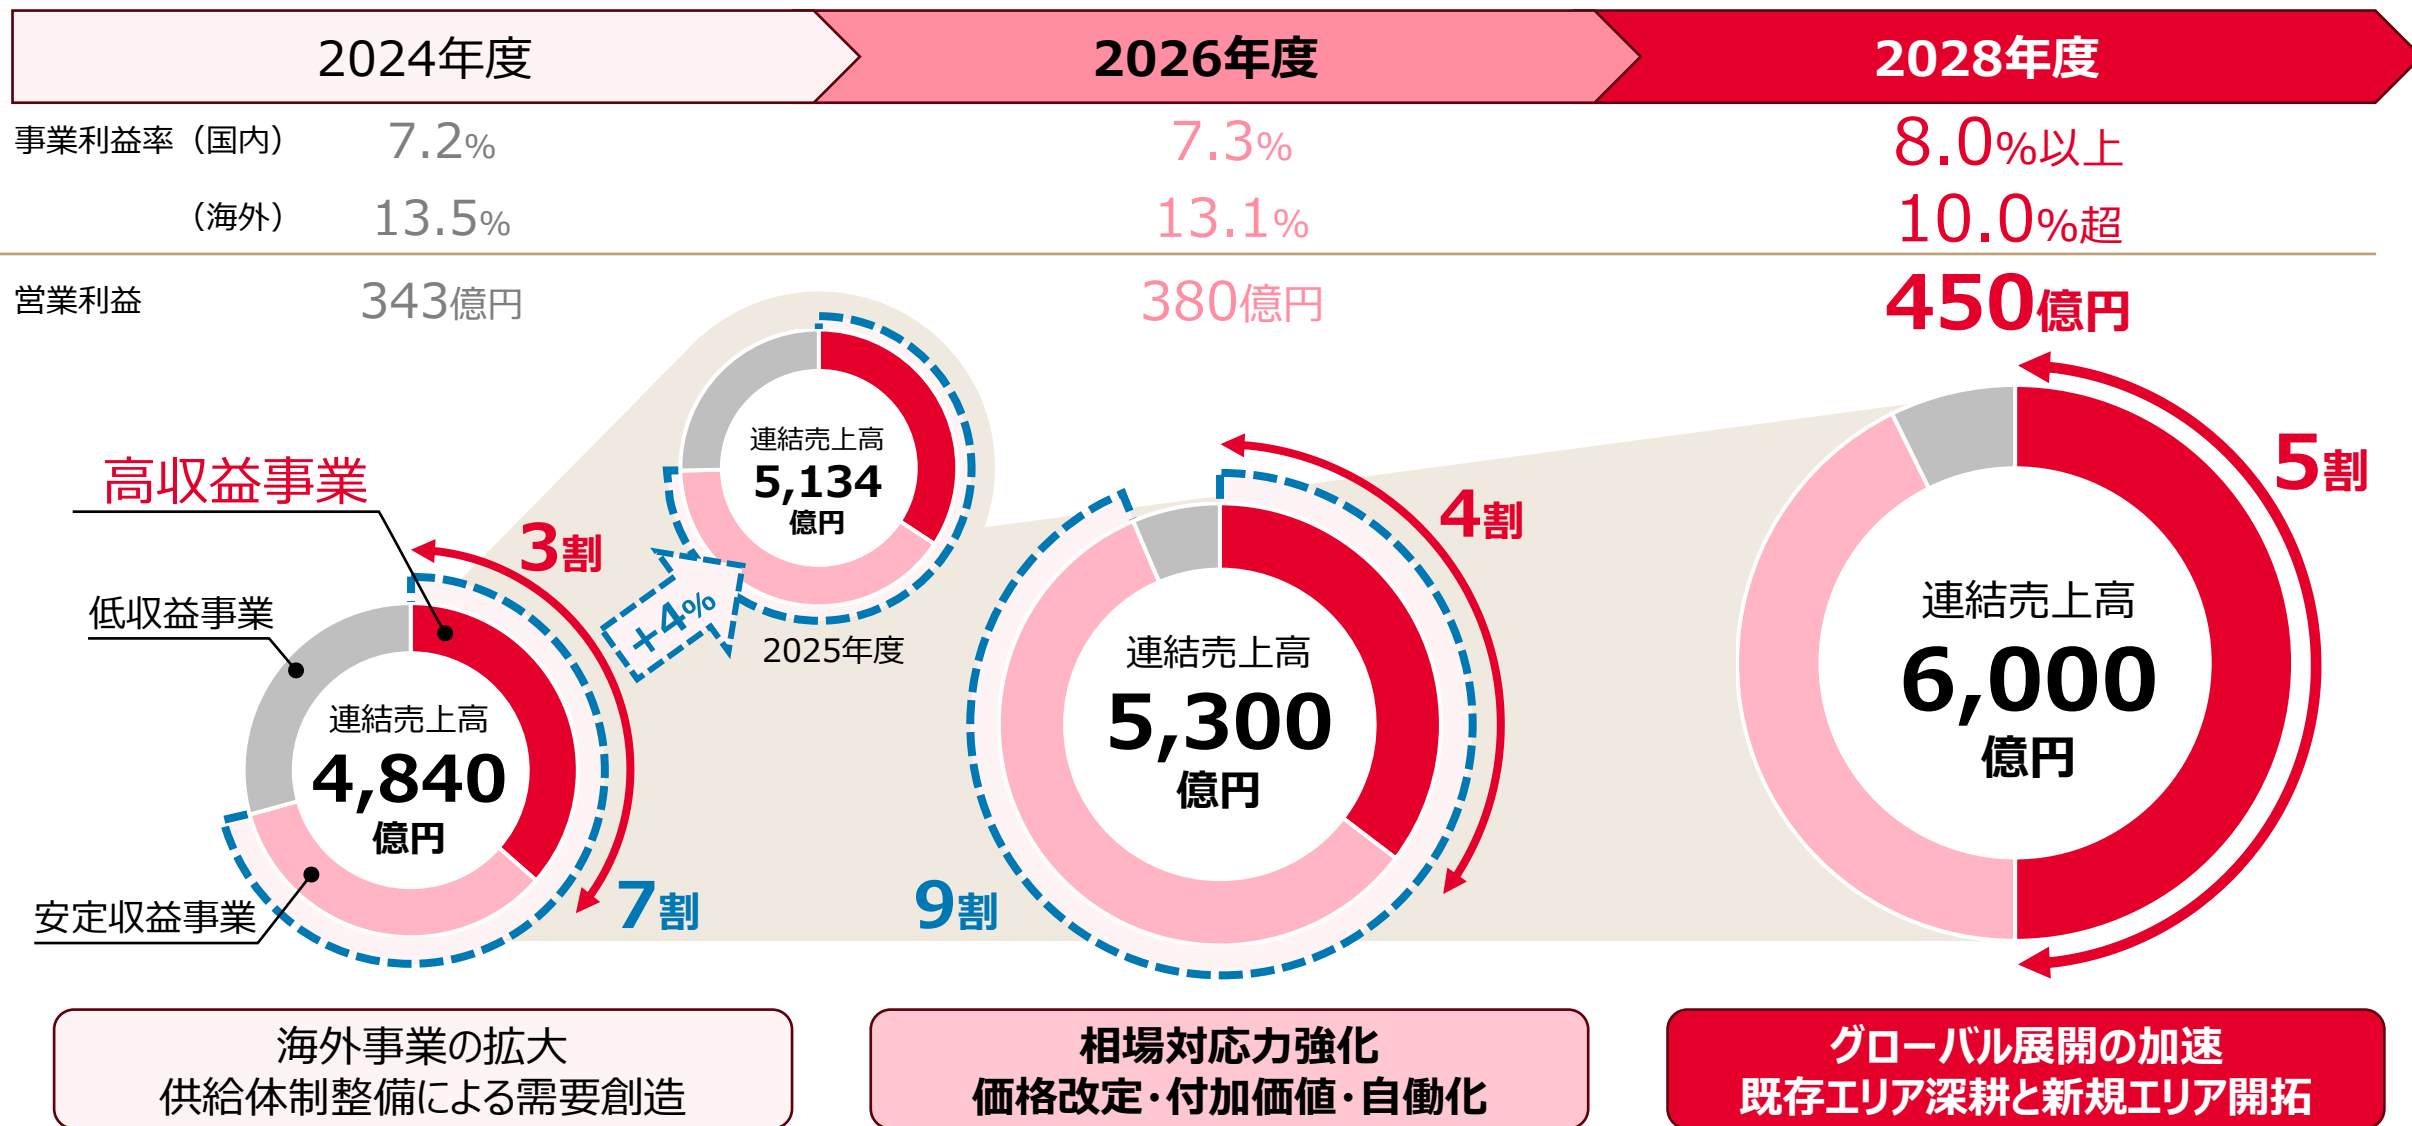 2024年度
2026年度
2028年度
事業利益率（国内） 7.2% 7.3% 8.0%以上
（海外） 13.5% 13.1% 10.0%超
営業利益 343億円 380億円 450億円
高収益事業
低収益事業
安定収益事業
3割
7割
連結売上高
4,840
億円
+4%
連結売上高
5,134
億円
2025年度
4割
9割
連結売上高
5,300
億円
5割
連結売上高
6,000
億円
海外事業の拡大
供給体制整備による需要創造
相場対応力強化
価格改定・付加価値・自働化
グローバル展開の加速
既存エリア深耕と新規エリア開拓